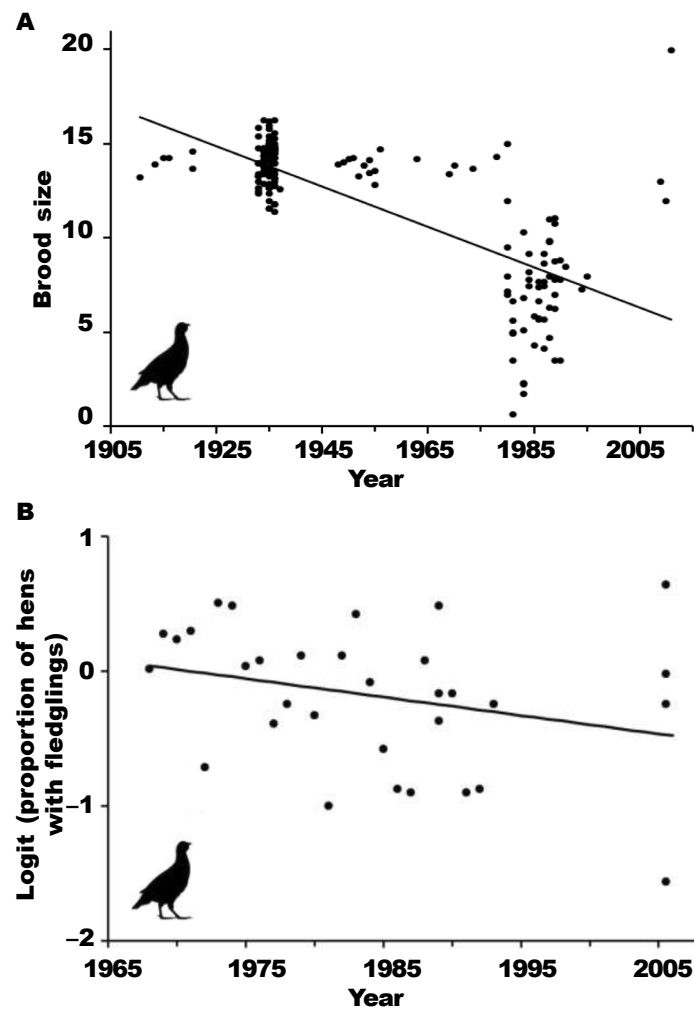 A
20
15
10
5
0
Brood size
1905 1925 1945 1965 1985 2005
Year
B
1
0
–1
–2
Logit (proportion of hens
with fledglings)
1965 1975 1985 1995 2005
Year